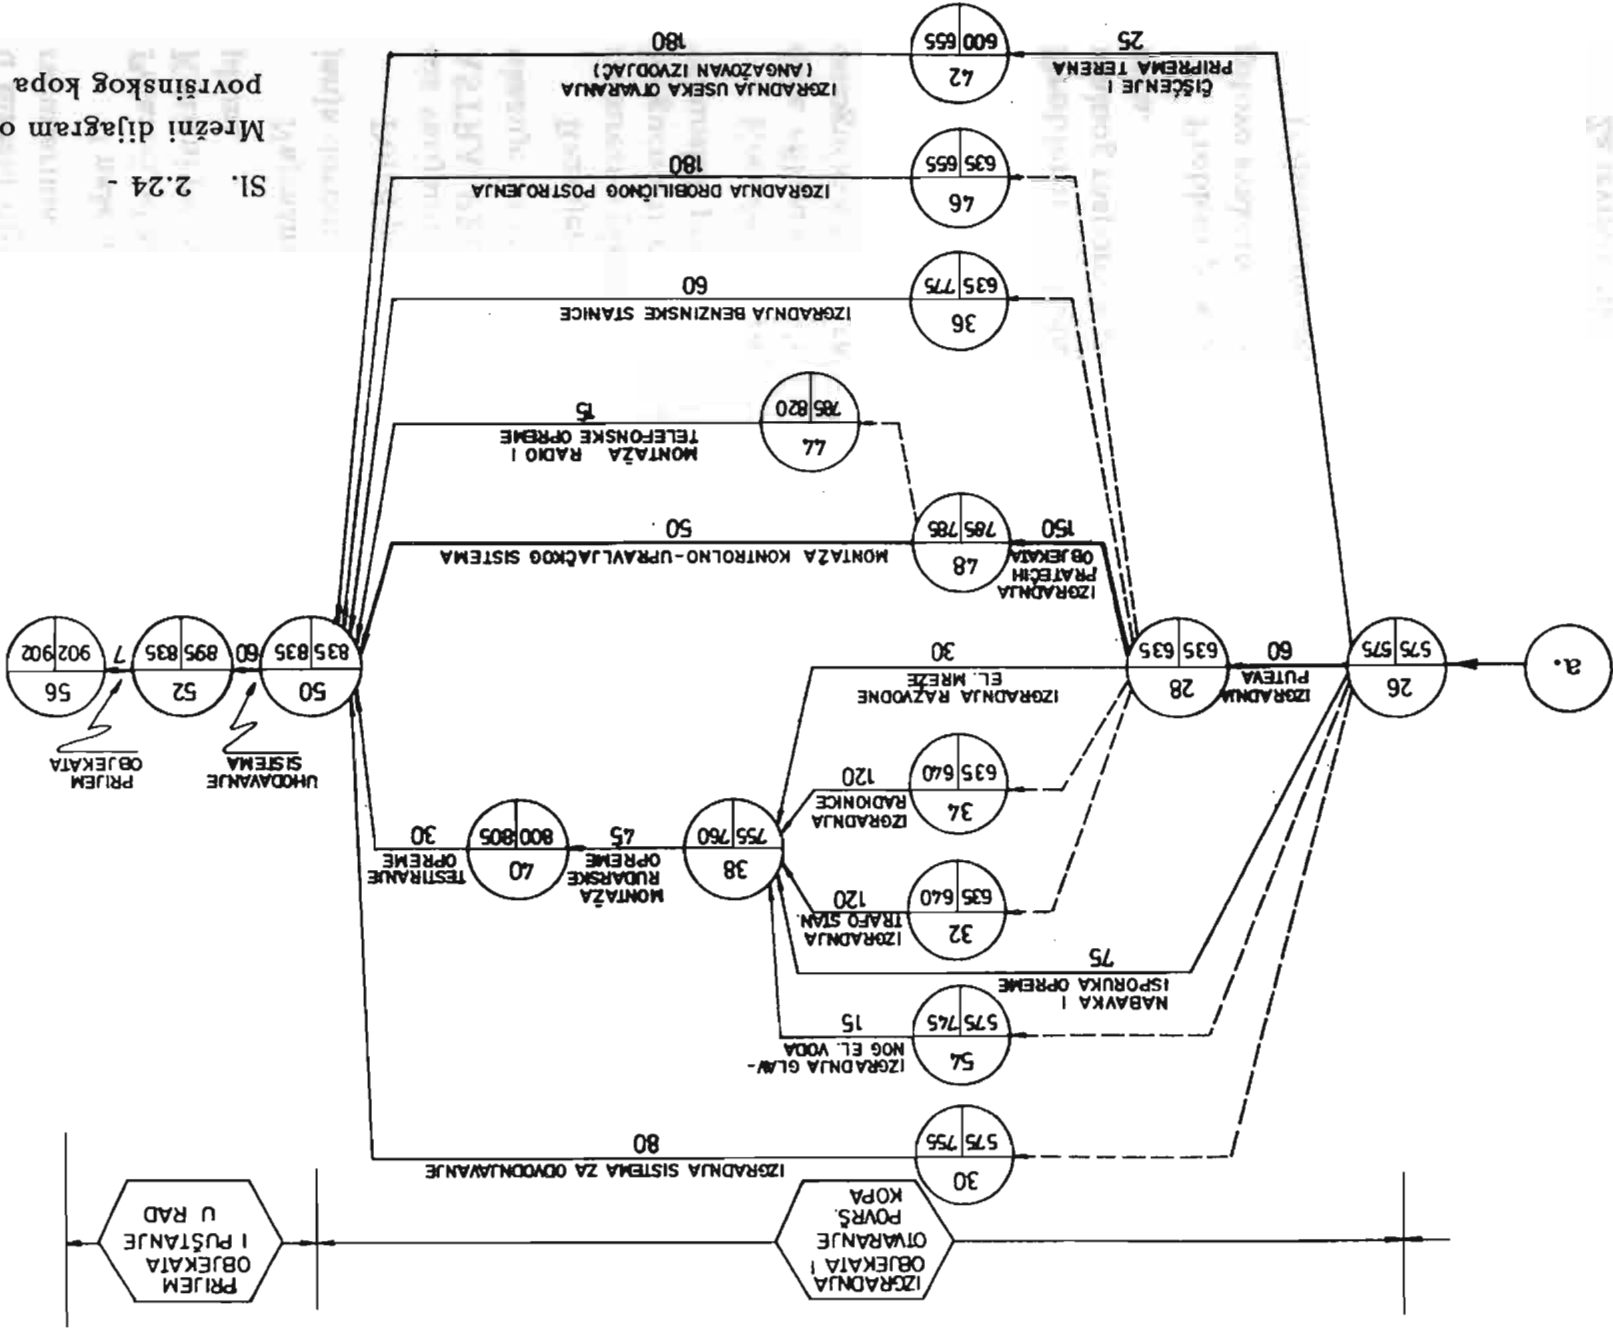 IZGRADNJA
OBJEKATA I
OTVARANJE
POVRŠ.
KOPA
PRIJEM
OBJEKATA
I PUŠTANJE
U RAD
30
575 755
IZGRADNJA SISTEMA ZA ODVODNJAVANJE
80
54
575 745
IZGRADNJA GLAV-
NOG EL. VODA
15
NABAVKA I
ISPORUKA OPREME
75
32
635 640
IZGRADNJA
TRAFO STAN.
120
34
635 640
IZGRADNJA
RADIONICE
120
38
755 760
MONTAŽA
RUDARSKE
OPREME
45
40
800 805
TESTIRANJE
OPREME
30
IZGRADNJA RAZVODNE
EL. MREŽE
30
a.
26
575 575
IZGRADNJA
PUTEVA
60
28
635 635
50
835 835
UHODAVANJE
SISTEMA
60
52
895 835
PRIJEM
OBJEKATA
7
56
902 902
IZGRADNJA
PRATEĆIH
OBJEKATA
150
48
785 785
MONTAŽA KONTROLNO-UPRAVLJAČKOG SISTEMA
50
44
785 820
MONTAŽA RADIO I
TELEFONSKE OPREME
15
36
635 775
IZGRADNJA BENZINSKE STANICE
60
46
635 655
IZGRADNJA DROBILIČNOG POSTROJENJA
180
ČIŠĆENJE I
PRIPREMA TERENA
25
42
600 655
IZGRADNJA USEKA OTVARANJA
(ANGAŽOVAN IZVODJAČ)
180
Sl. 2.24 -
Mrežni dijagram o
površinskog kopa